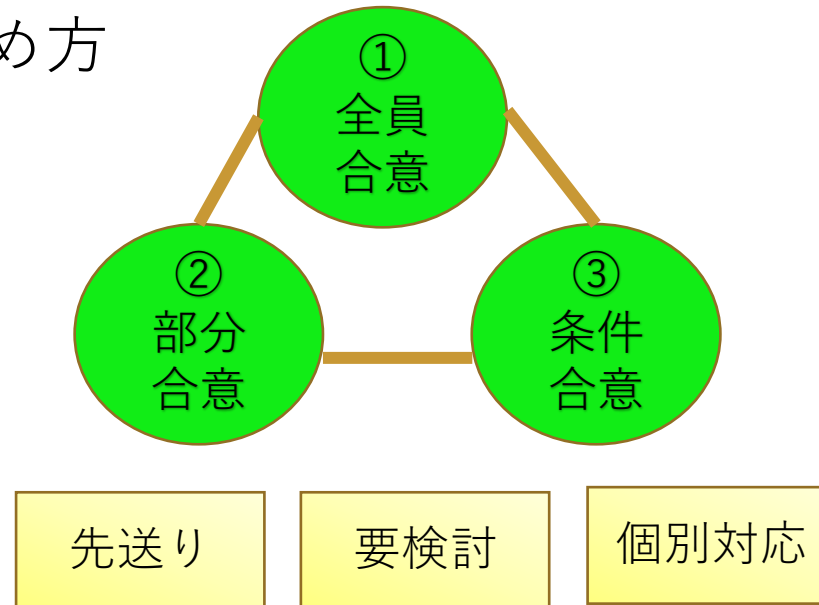 め方
①
全員
合意
②
部分
合意
③
条件
合意
先送り
要検討
個別対応